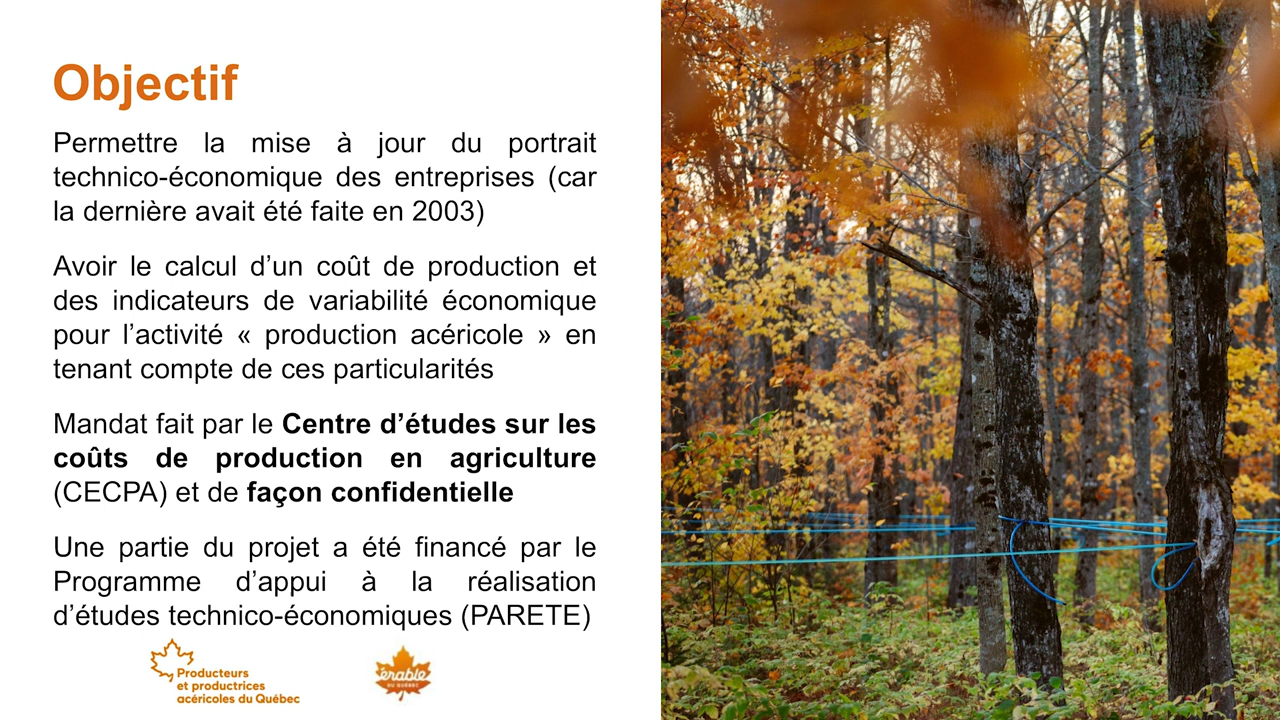 Objectif
Permettre la mise à jour du portrait
technico-économique des entreprises (car
la dernière avait été faite en 2003)
Avoir le calcul d’un coût de production et
des indicateurs de variabilité économique
pour l’activité « production acéricole » en
tenant compte de ces particularités
Mandat fait par le Centre d’études sur les
coûts de production en agriculture
(CECPA) et de façon confidentielle
Une partie du projet a été financé par le
Programme d’appui à la réalisation
d’études technico-économiques (PARETE)
Producteurs
et productrices
acéricoles du Québec
érable
DU QUÉBEC